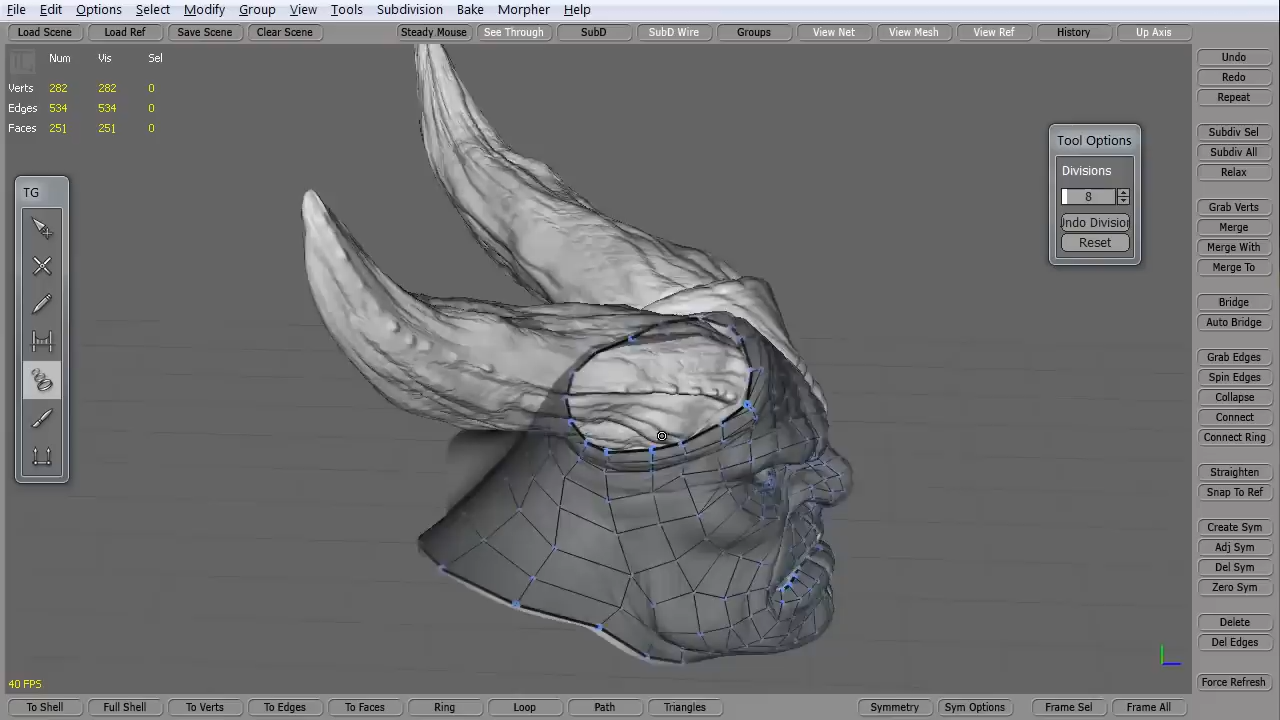 File Edit Options Select Modify Group View Tools Subdivision Bake Morpher Help
Load Scene Load Ref Save Scene Clear Scene Steady Mouse See Through SubD SubD Wire Groups View Net View Mesh View Ref History Up Axis
Num Vis Sel
Verts 282 282 0
Edges 534 534 0
Faces 251 251 0
TG
Tool Options
Divisions
8
Undo Division
Reset
Undo
Redo
Repeat
Subdiv Sel
Subdiv All
Relax
Grab Verts
Merge
Merge With
Merge To
Bridge
Auto Bridge
Grab Edges
Spin Edges
Collapse
Connect
Connect Ring
Straighten
Snap To Ref
Create Sym
Adj Sym
Del Sym
Zero Sym
Delete
Del Edges
Force Refresh
40 FPS
To Shell Full Shell To Verts To Edges To Faces Ring Loop Path Triangles Symmetry Sym Options Frame Sel Frame All